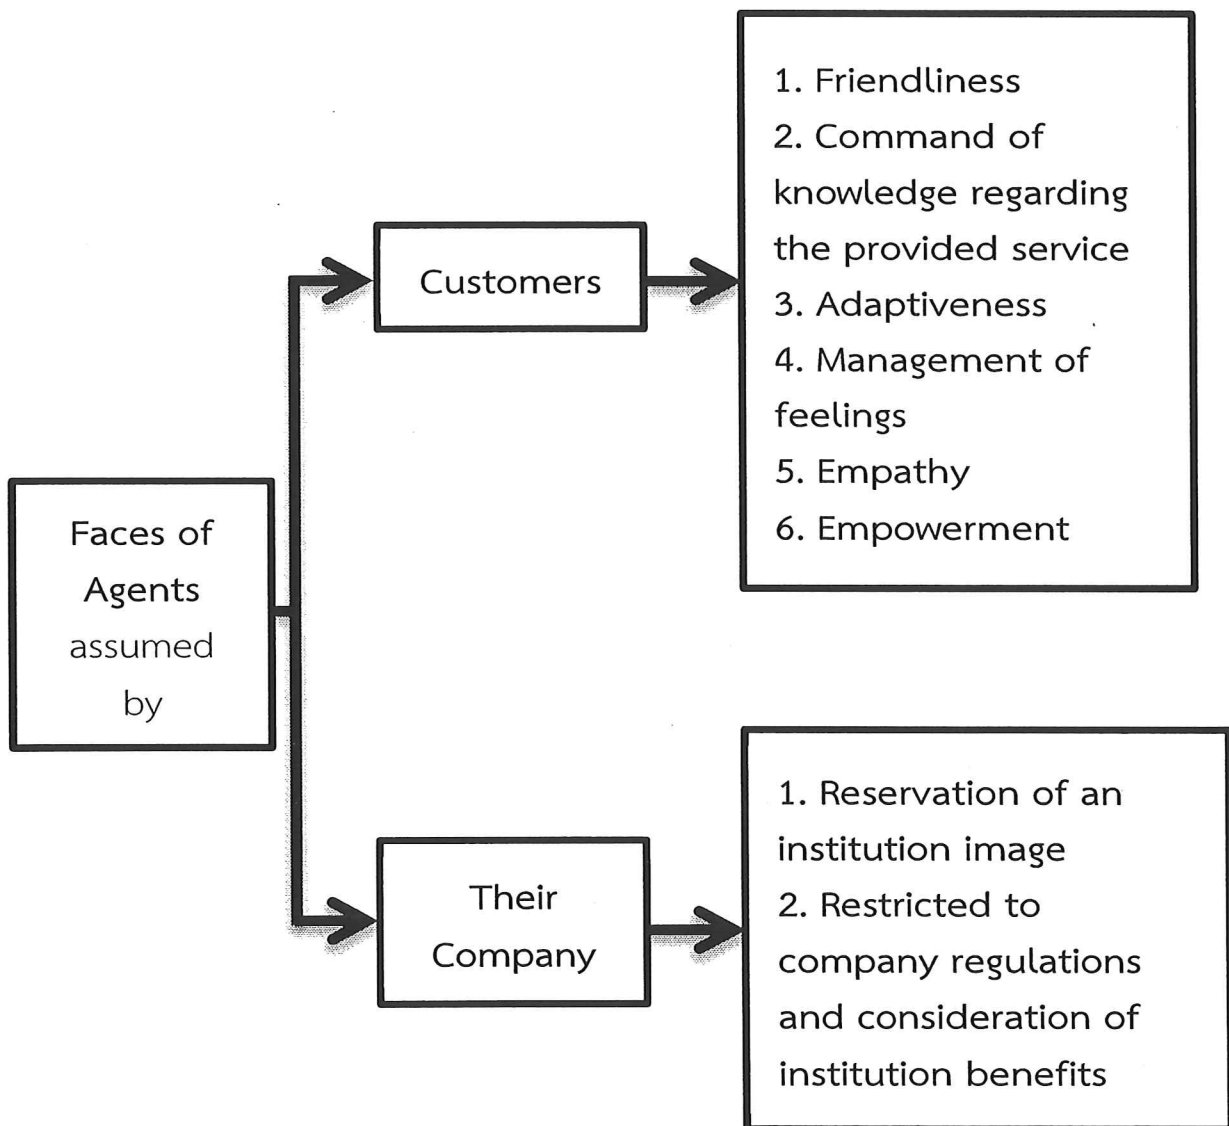 Faces of
Agents
assumed
by
Customers
1. Friendliness
2. Command of
knowledge regarding
the provided service
3. Adaptiveness
4. Management of
feelings
5. Empathy
6. Empowerment
Their
Company
1. Reservation of an
institution image
2. Restricted to
company regulations
and consideration of
institution benefits